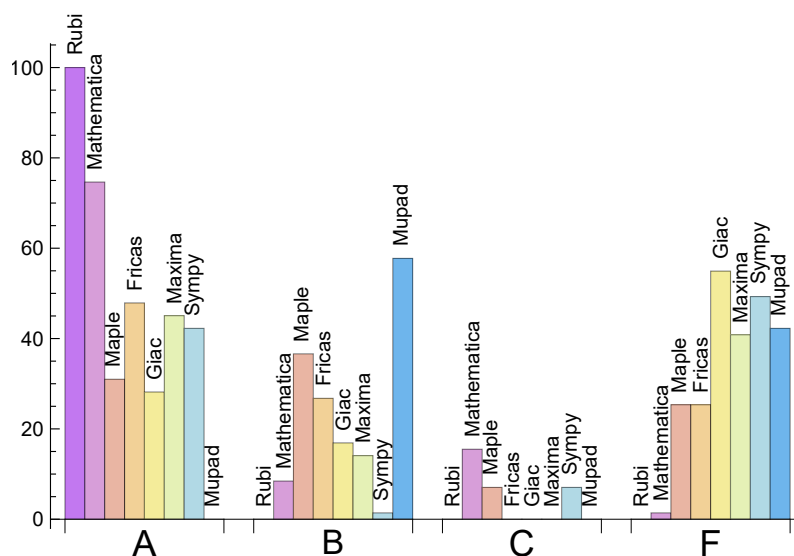 100
80
60
40
20
0
Rubi
Mathematica
Maple
Fricas
Giac
Maxima
Sympy
Mupad
Rubi
Mathematica
Maple
Fricas
Giac
Maxima
Sympy
Mupad
Rubi
Mathematica
Maple
Fricas
Giac
Maxima
Sympy
Mupad
Rubi
Mathematica
Maple
Fricas
Giac
Maxima
Sympy
Mupad
A
B
C
F